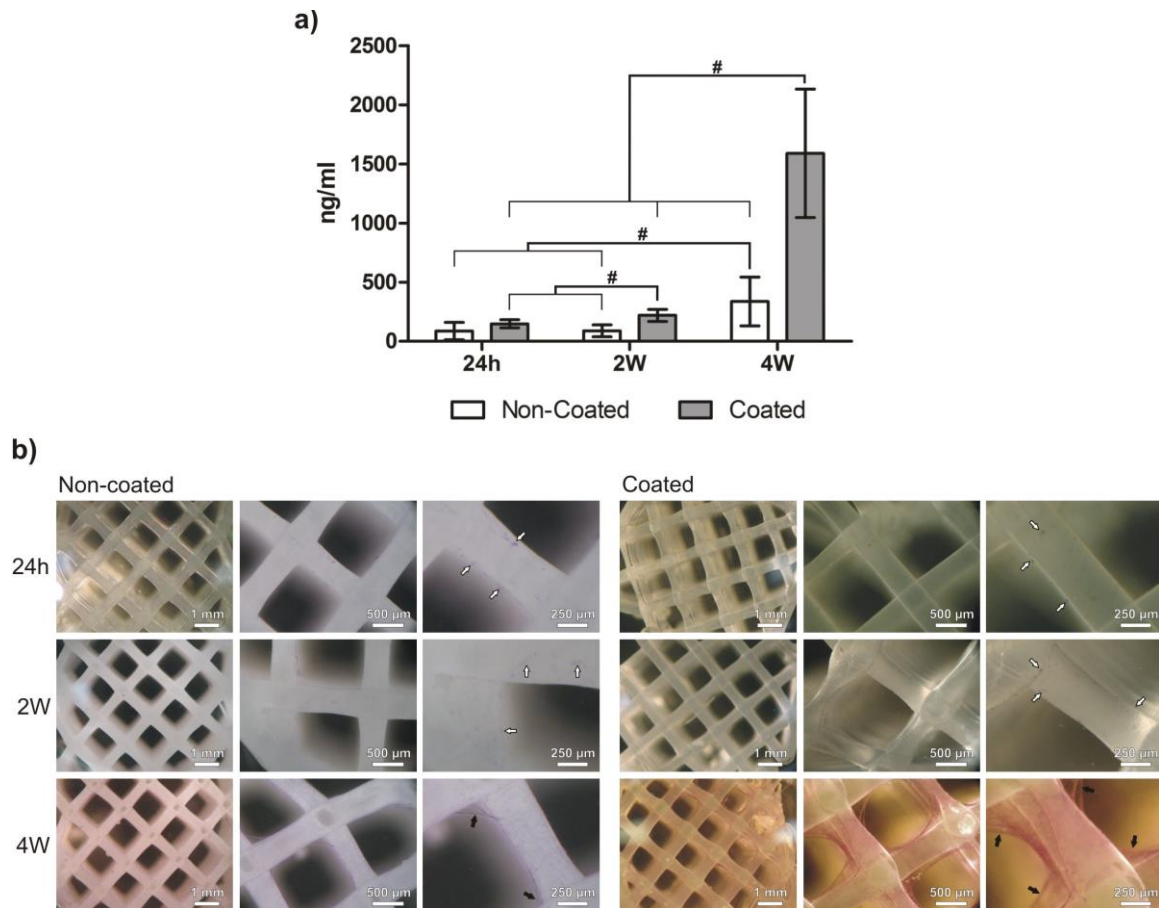 a)
2500
2000
1500
1000
500
0
ng/ml
#
#
#
24h 2W 4W
Non-Coated Coated
b)
Non-coated Coated
24h
1 mm 500 µm 250 µm 1 mm 500 µm 250 µm
2W
1 mm 500 µm 250 µm 1 mm 500 µm 250 µm
4W
1 mm 500 µm 250 µm 1 mm 500 µm 250 µm